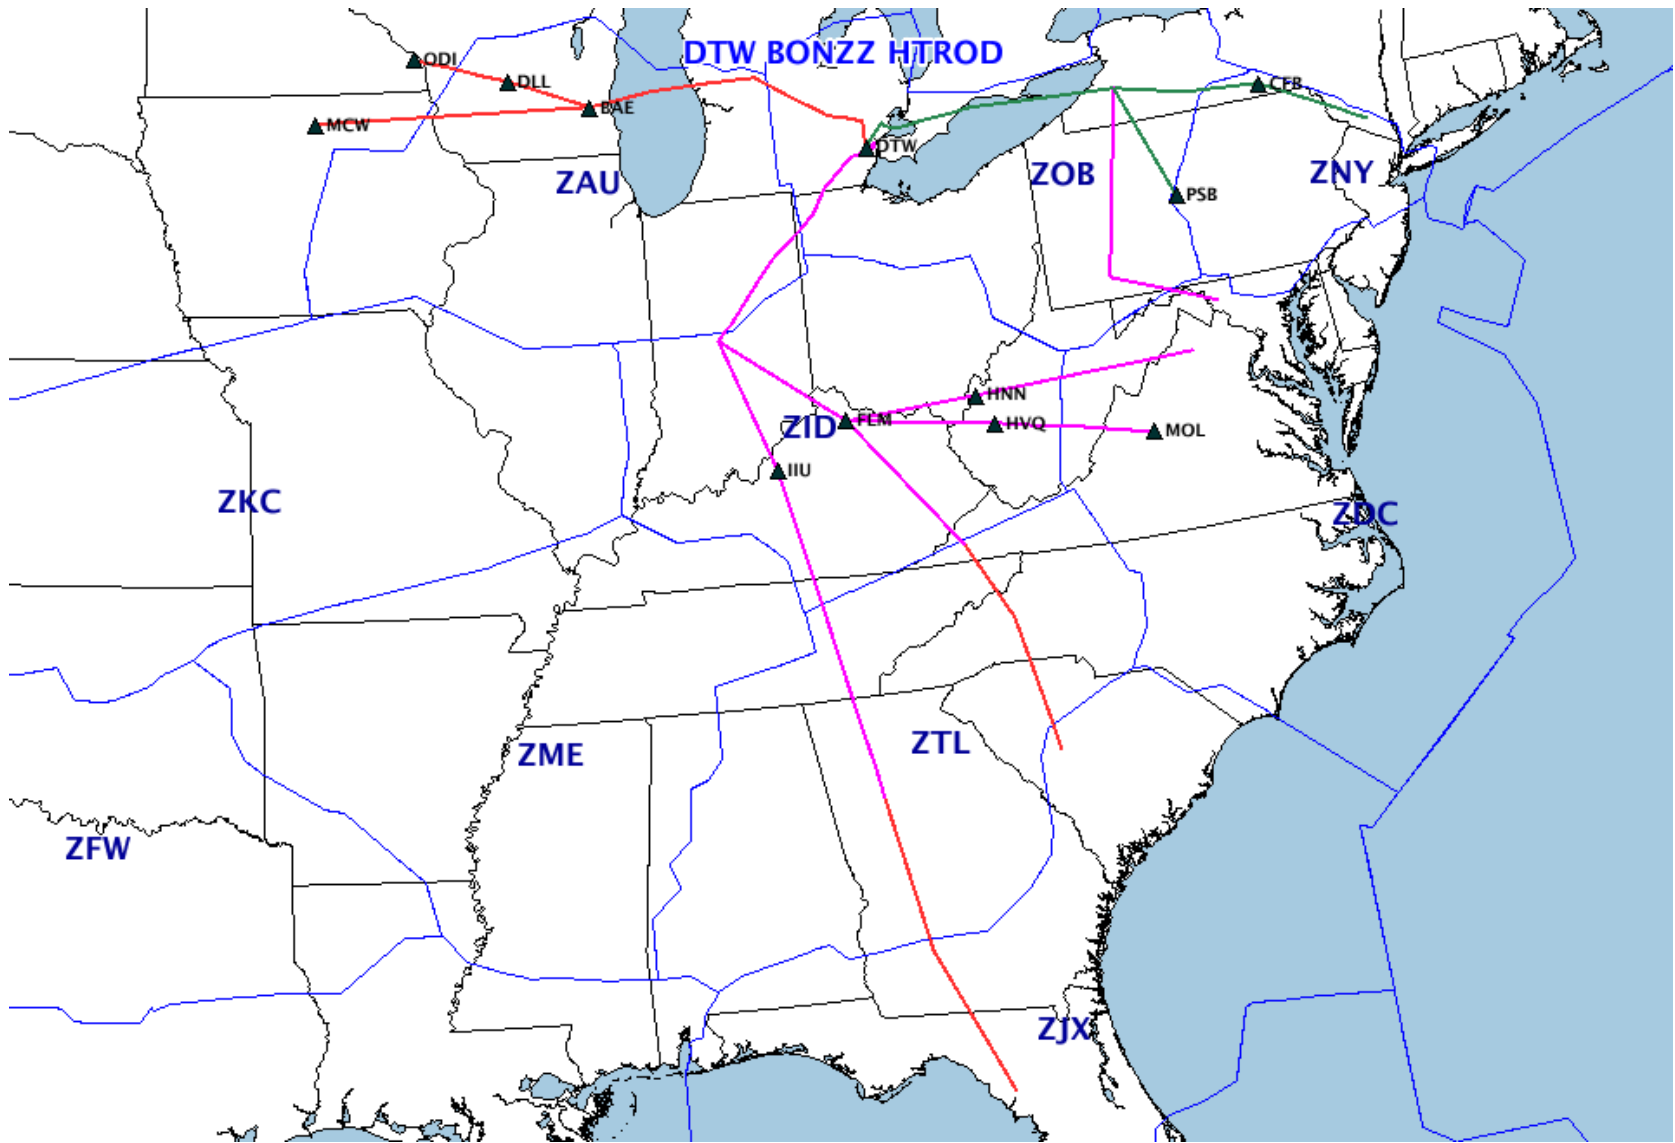 DTW BONZZ HTROD
ODI
DLL
CFB
BAE
MCW
DTW
ZOB
ZNY
ZAU
PSB
HNN
FLM
HVQ
MOL
ZID
IIU
ZKC
ZDC
ZTL
ZME
ZFW
ZJX